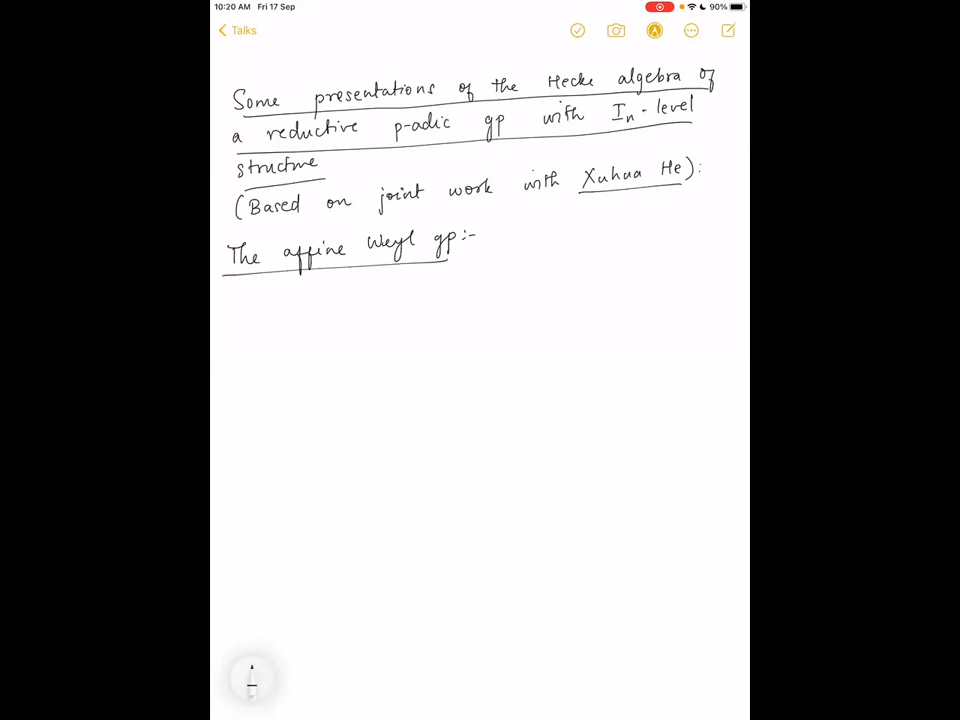 10:20 AM Fri 17 Sep
90%
Talks
Some presentations of the Hecke algebra of
a reductive p-adic gp with In-level
structure
(Based on joint work with Xuhua He):
The affine Weyl gp:-